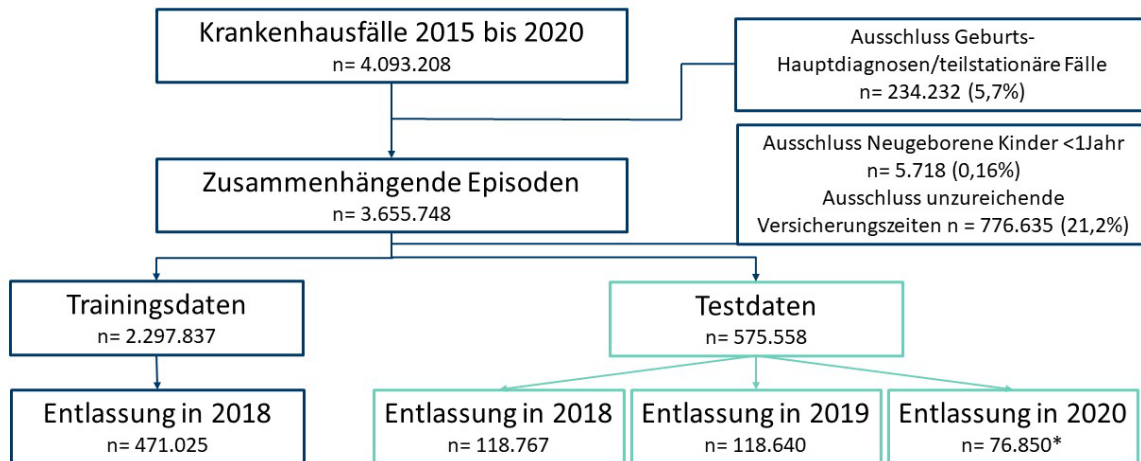 Krankenhausfälle 2015 bis 2020
n= 4.093.208
Ausschluss Geburts-
Hauptdiagnosen/teilstationäre Fälle
n= 234.232 (5,7%)
Ausschluss Neugeborene Kinder <1Jahr
n= 5.718 (0,16%)
Ausschluss unzureichende
Versicherungszeiten n = 776.635 (21,2%)
Zusammenhängende Episoden
n= 3.655.748
Trainingsdaten
n= 2.297.837
Testdaten
n= 575.558
Entlassung in 2018
n= 471.025
Entlassung in 2018
n= 118.767
Entlassung in 2019
n= 118.640
Entlassung in 2020
n= 76.850*